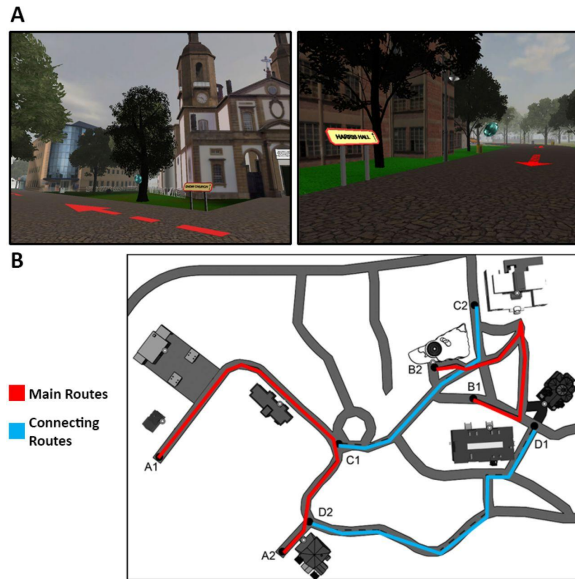 A
HARRIS HALL
B
C2
B2
B1
D1
C1
A1
D2
A2
Main Routes
Connecting
Routes